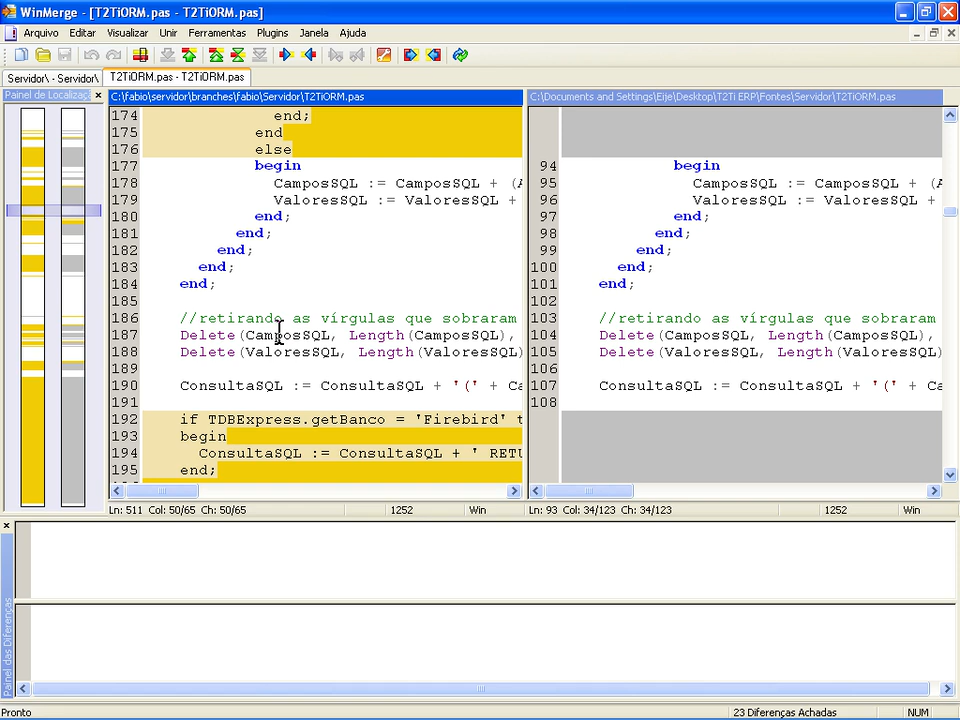 WinMerge - [T2TiORM.pas - T2TiORM.pas]
Arquivo Editar Visualizar Unir Ferramentas Plugins Janela Ajuda
Servidor\ - Servidor\ T2TiORM.pas - T2TiORM.pas
Painel de Localizaçã
C:\fabio\servidor\branches\fabio\Servidor\T2TiORM.pas
174 end;
175 end
176 else
177 begin
178 CamposSQL := CamposSQL + (A
179 ValoresSQL := ValoresSQL +
180 end;
181 end;
182 end;
183 end;
184 end;
185
186 //retirando as vírgulas que sobraram
187 Delete(CamposSQL, Length(CamposSQL),
188 Delete(ValoresSQL, Length(ValoresSQL)
189
190 ConsultaSQL := ConsultaSQL + '(' + Ca
191
192 if TDBExpress.getBanco = 'Firebird' t
193 begin
194 ConsultaSQL := ConsultaSQL + ' RETU
195 end;
Ln: 511 Col: 50/65 Ch: 50/65 1252 Win
C:\Documents and Settings\Eije\Desktop\T2Ti ERP\Fontes\Servidor\T2TiORM.pas
94 begin
95 CamposSQL := CamposSQL + (A
96 ValoresSQL := ValoresSQL +
97 end;
98 end;
99 end;
100 end;
101 end;
102
103 //retirando as vírgulas que sobraram
104 Delete(CamposSQL, Length(CamposSQL),
105 Delete(ValoresSQL, Length(ValoresSQL)
106
107 ConsultaSQL := ConsultaSQL + '(' + Ca
108
Ln: 93 Col: 34/123 Ch: 34/123 1252 Win
Painel das Diferenças
Pronto 23 Diferenças Achadas NUM